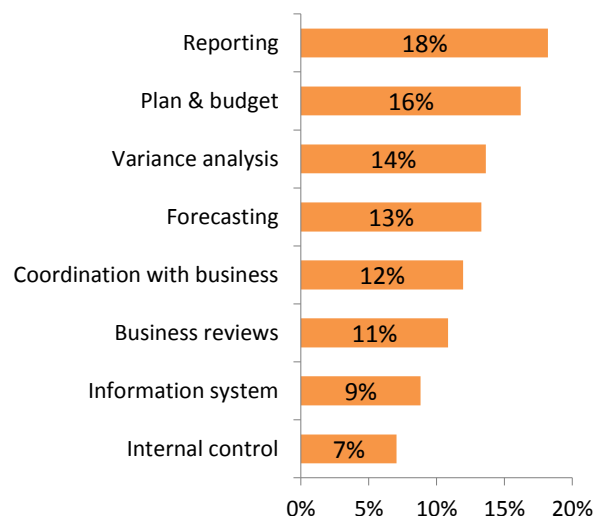 Reporting 18%
Plan & budget 16%
Variance analysis 14%
Forecasting 13%
Coordination with business 12%
Business reviews 11%
Information system 9%
Internal control 7%
0% 5% 10% 15% 20%